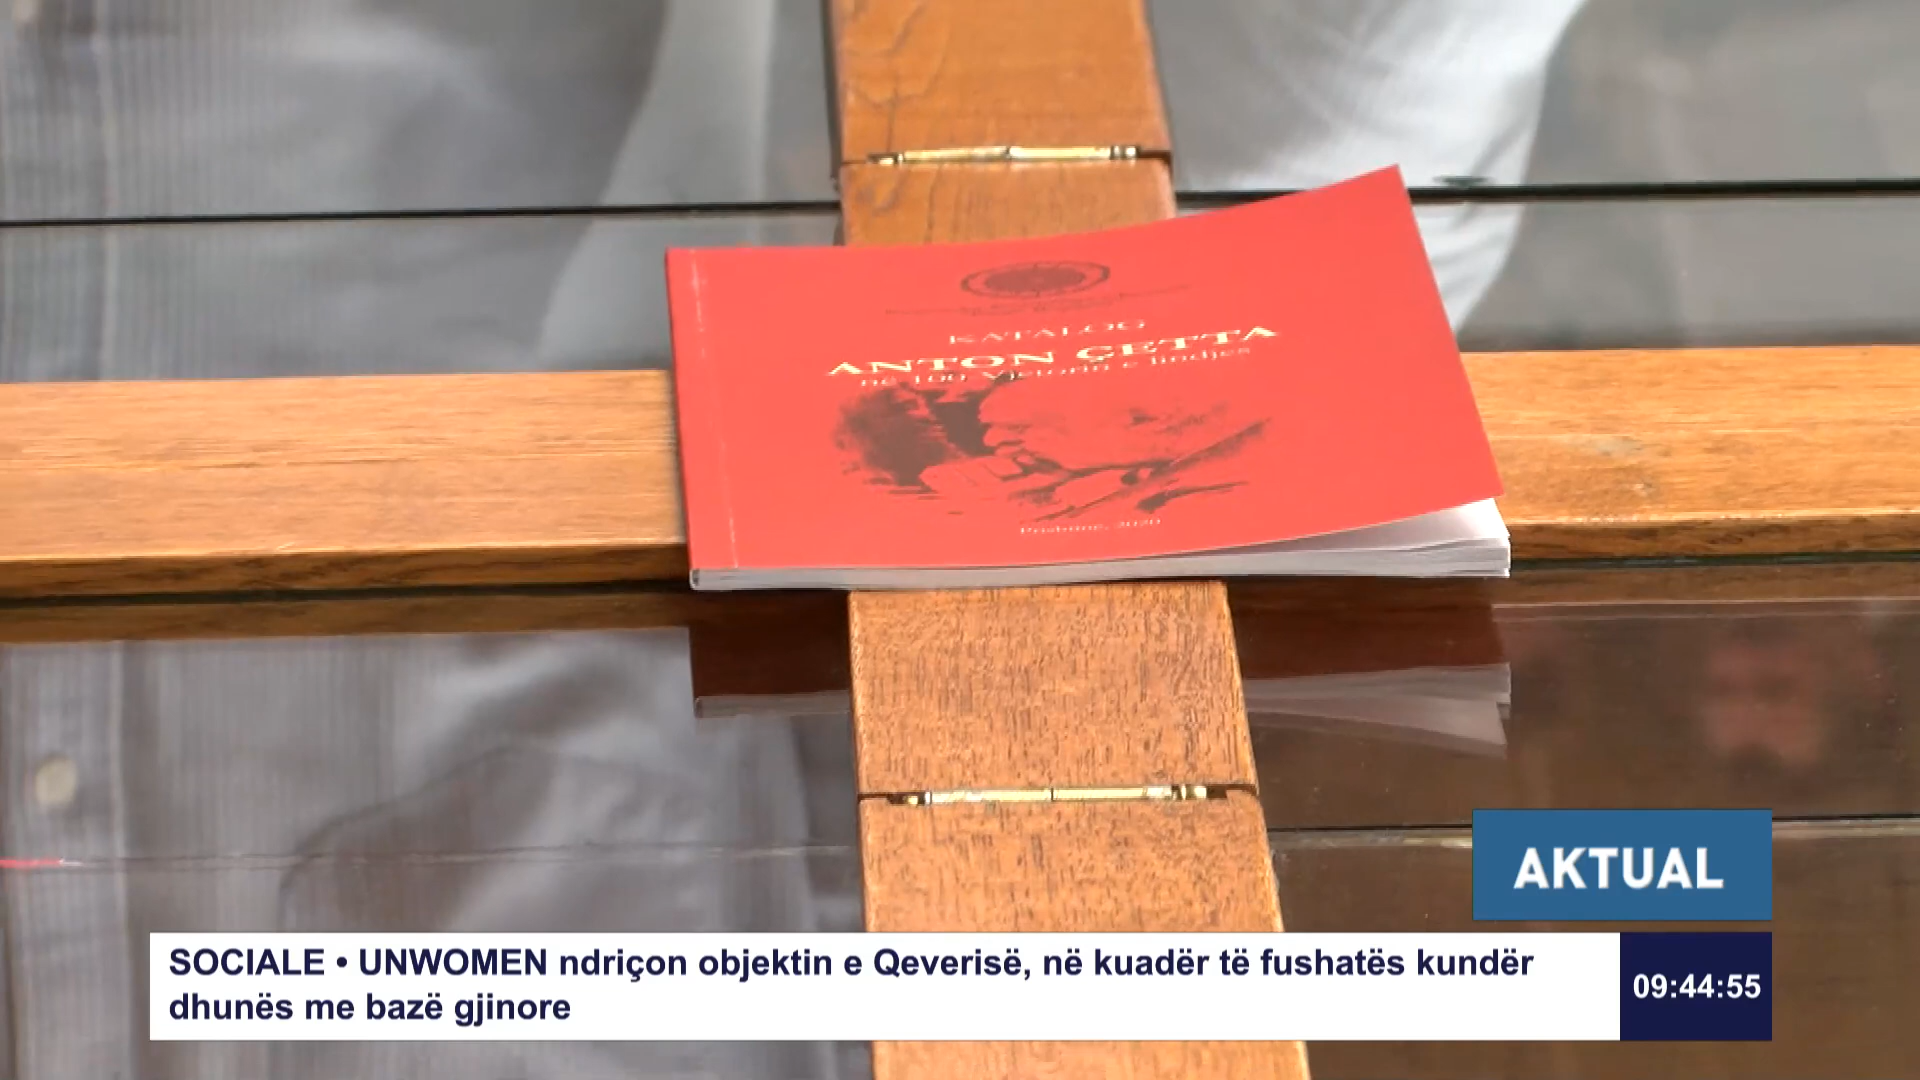 KATALOG
ANTON ÇETTA
në 100 Vjetorin e lindjes
Prishtinë, 2020
AKTUAL
SOCIALE • UNWOMEN ndriçon objektin e Qeverisë, në kuadër të fushatës kundër
dhunës me bazë gjinore
09:44:55